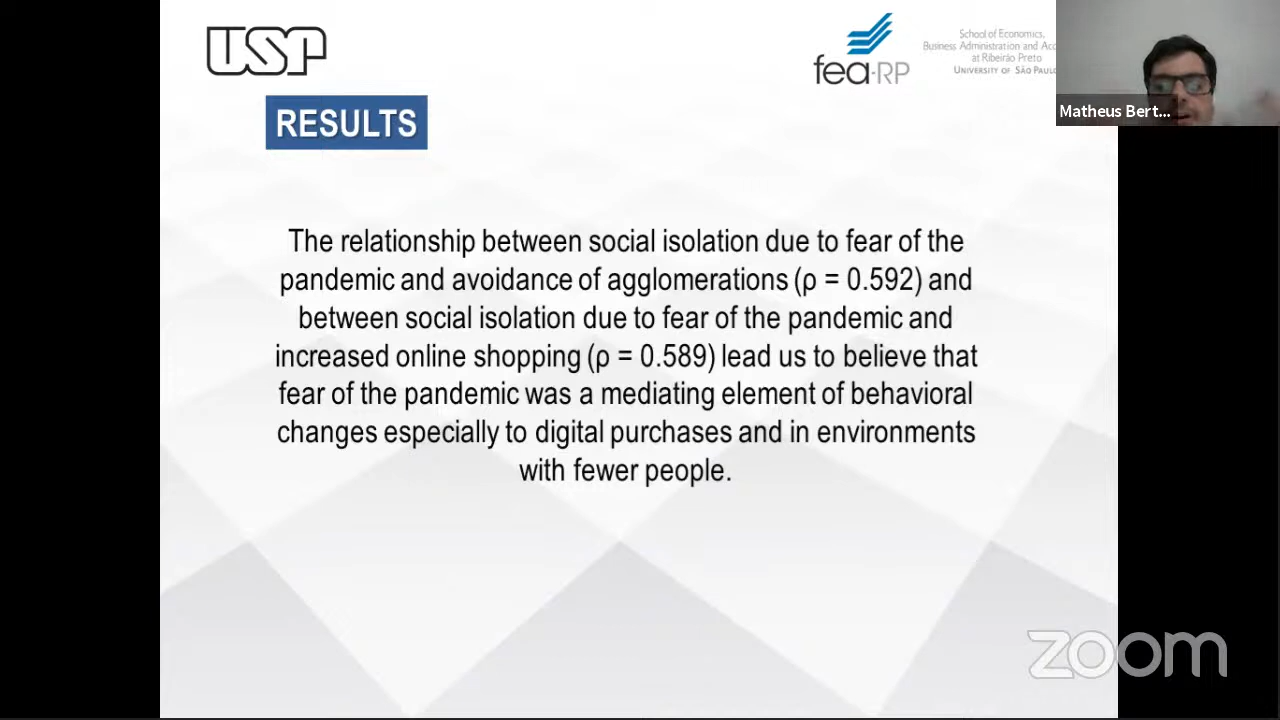 USP
fea-RP
School of Economics,
Business Administration and Acc
at Ribeirão Preto
UNIVERSITY OF SÃO PAULO
Matheus Bert...
RESULTS
The relationship between social isolation due to fear of the
pandemic and avoidance of agglomerations (ρ = 0.592) and
between social isolation due to fear of the pandemic and
increased online shopping (ρ = 0.589) lead us to believe that
fear of the pandemic was a mediating element of behavioral
changes especially to digital purchases and in environments
with fewer people.
zoom